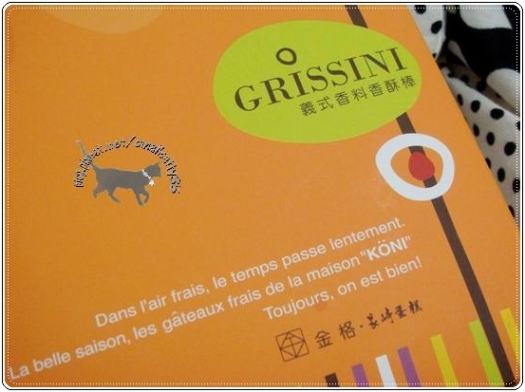 GRISSINI
義式香料香酥棒
Dans l'air frais, le temps passe lentement.
La belle saison, les gâteaux frais de la maison "KÖNI"
Toujours, on est bien!
金格·長崎蛋糕